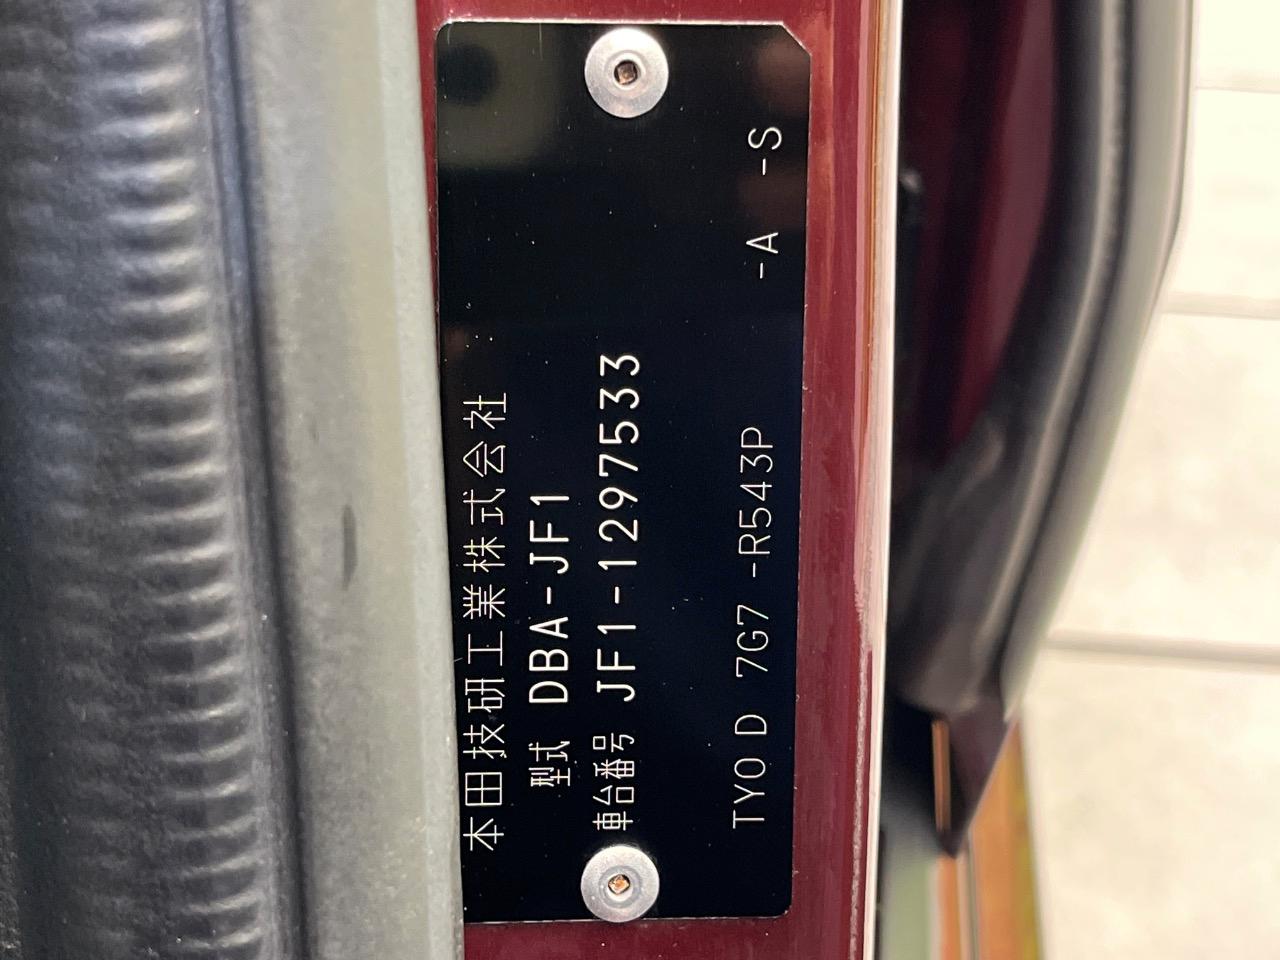 本田技研工業株式会社
型式 DBA-JF1
車台番号 JF1-1297533
TY0 D 7G7 -R543P -A -S